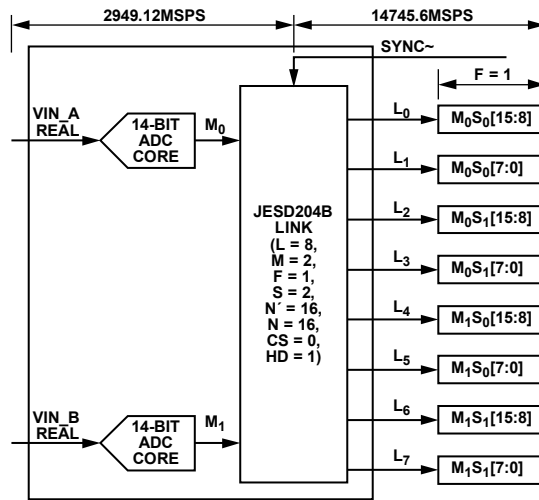 2949.12MSPS
14745.6MSPS
SYNC~
F = 1
VIN_A
REAL
14-BIT
ADC
CORE
M0
JESD204B
LINK
(L = 8,
M = 2,
F = 1,
S = 2,
N´ = 16,
N = 16,
CS = 0,
HD = 1)
VIN_B
REAL
14-BIT
ADC
CORE
M1
L0
M0S0[15:8]
L1
M0S0[7:0]
L2
M0S1[15:8]
L3
M0S1[7:0]
L4
M1S0[15:8]
L5
M1S0[7:0]
L6
M1S1[15:8]
L7
M1S1[7:0]